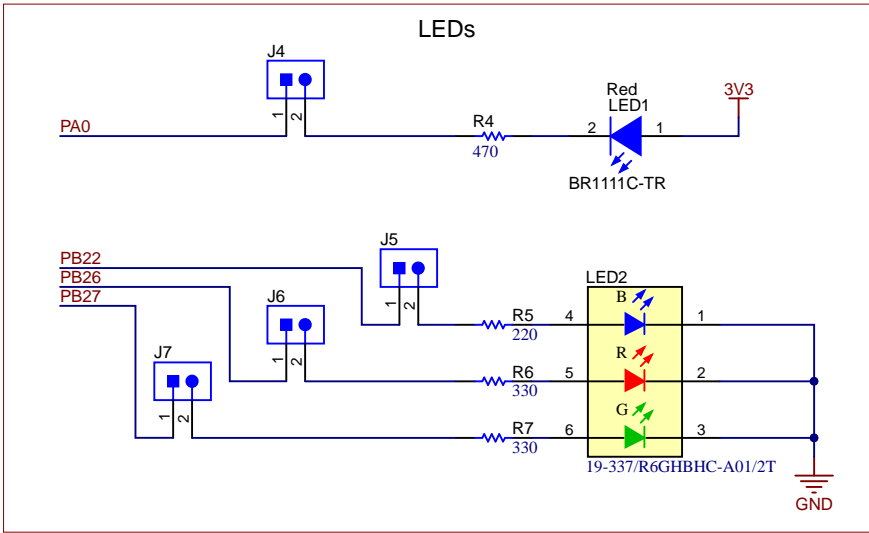 LEDs
J4
1
2
PA0
R4
470
2
Red
LED1
1
BR1111C-TR
3V3
PB22
PB26
PB27
J5
1
2
J6
1
2
J7
1
2
R5
220
R6
330
R7
330
LED2
4
B
1
5
R
2
6
G
3
19-337/R6GHBHC-A01/2T
GND